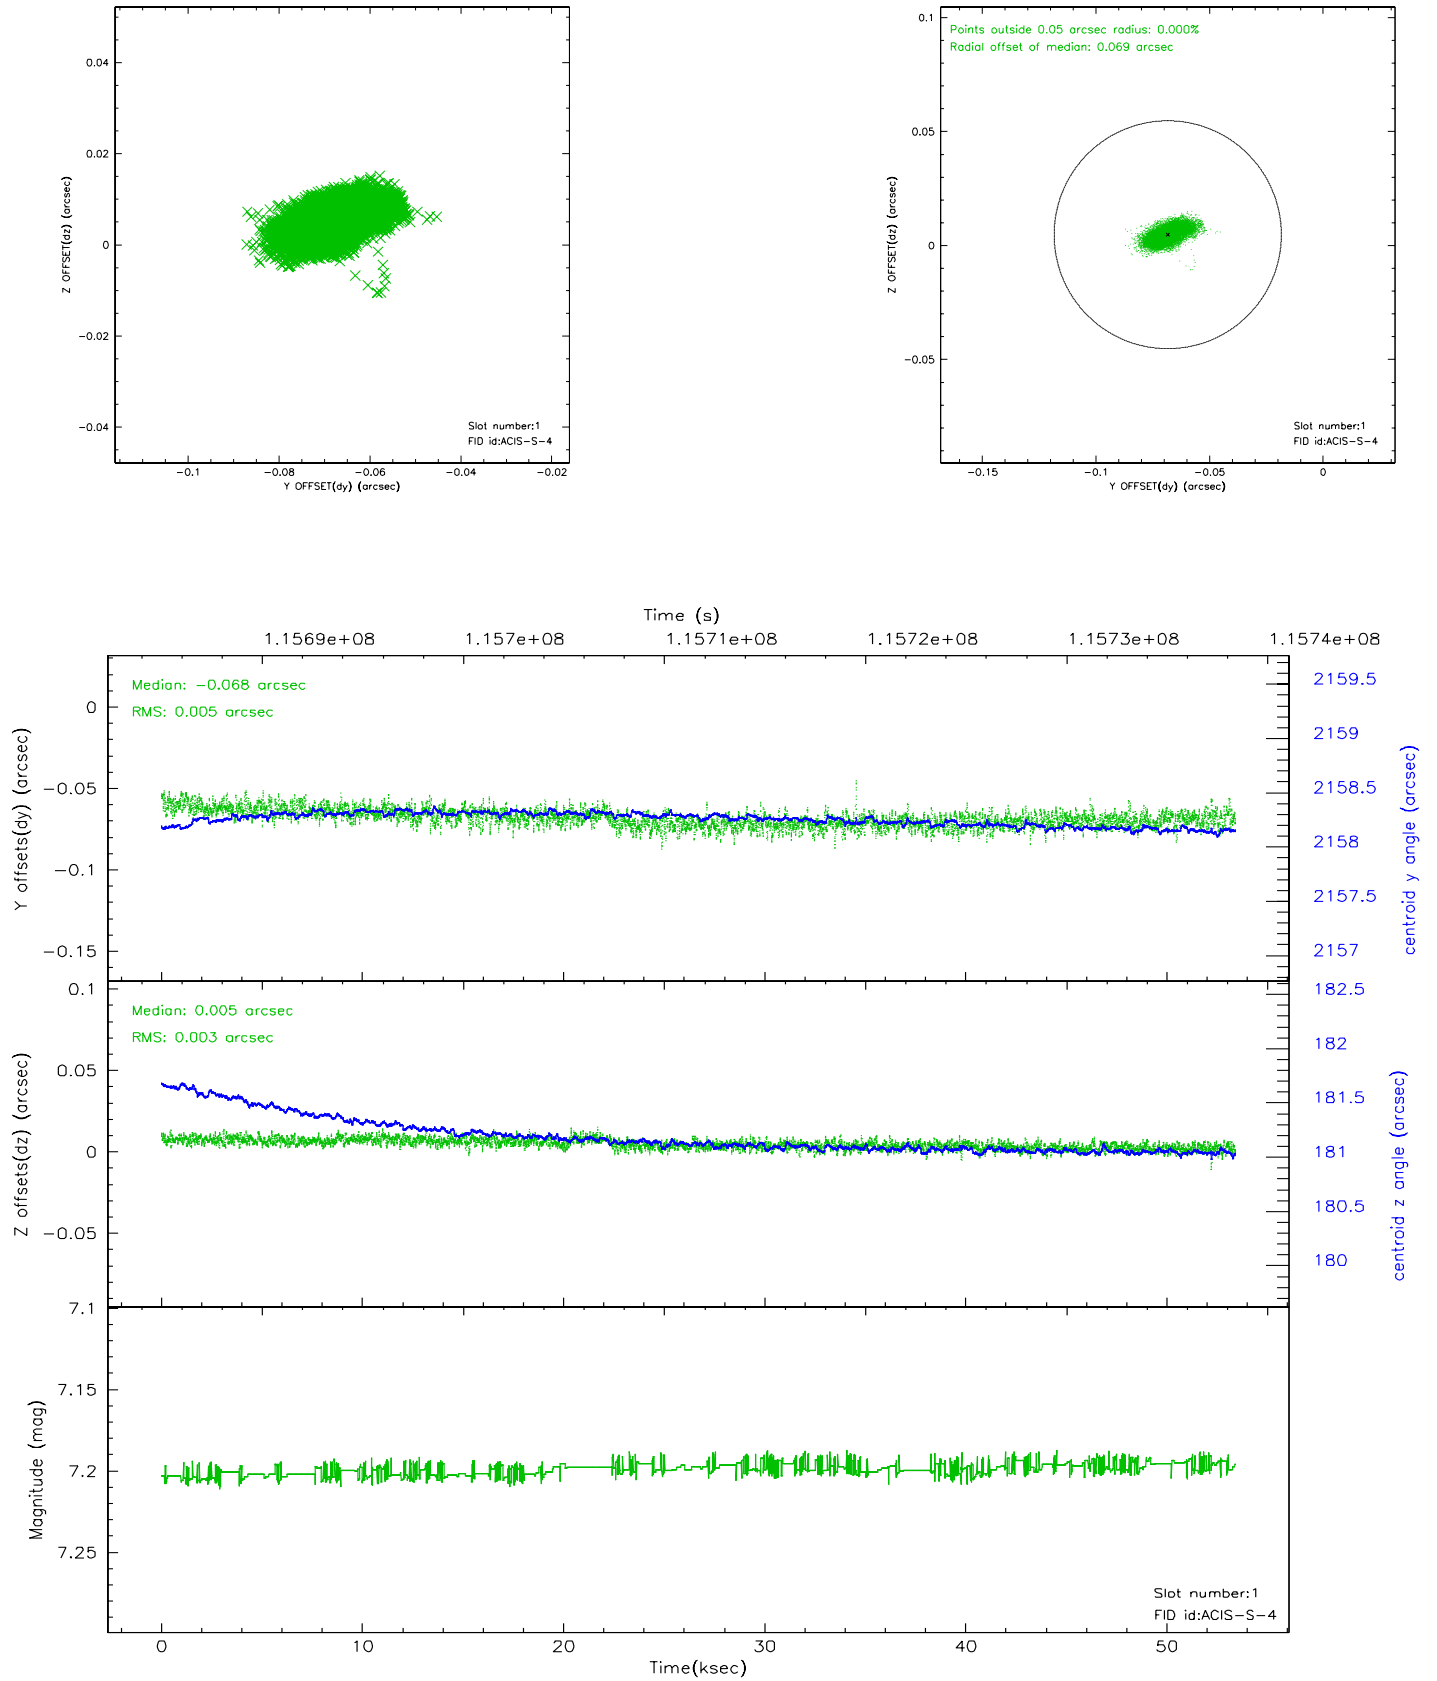 0.04
0.02
0
−0.02
−0.04
Z OFFSET(dz) (arcsec)
Slot number:1
FID id:ACIS−S−4
−0.1 −0.08 −0.06 −0.04 −0.02
Y OFFSET(dy) (arcsec)
Points outside 0.05 arcsec radius: 0.000%
Radial offset of median: 0.069 arcsec
0.1
0.05
0
−0.05
Z OFFSET(dz) (arcsec)
Slot number:1
FID id:ACIS−S−4
−0.15 −0.1 −0.05 0
Y OFFSET(dy) (arcsec)
Time (s)
1.1569e+08 1.157e+08 1.1571e+08 1.1572e+08 1.1573e+08 1.1574e+08
Median: −0.068 arcsec
RMS: 0.005 arcsec
0
−0.05
−0.1
−0.15
Y offsets(dy) (arcsec)
2159.5
2159
2158.5
2158
2157.5
2157
centroid y angle (arcsec)
Median: 0.005 arcsec
RMS: 0.003 arcsec
0.1
0.05
0
−0.05
Z offsets(dz) (arcsec)
182.5
182
181.5
181
180.5
180
centroid z angle (arcsec)
7.1
7.15
7.2
7.25
Magnitude (mag)
Slot number:1
FID id:ACIS−S−4
0 10 20 30 40 50
Time(ksec)